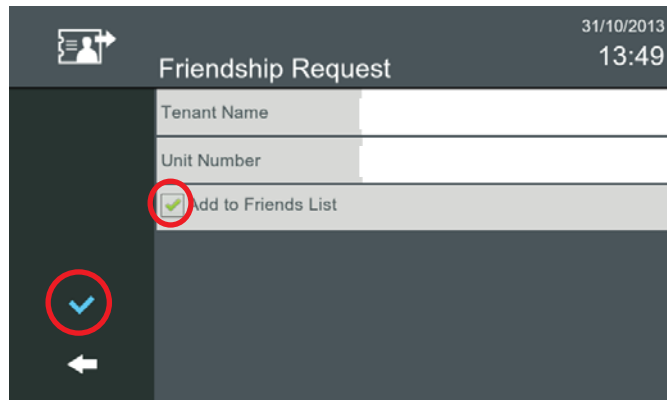 31/10/2013
13:49
Friendship Request
Tenant Name
Unit Number
Add to Friends List